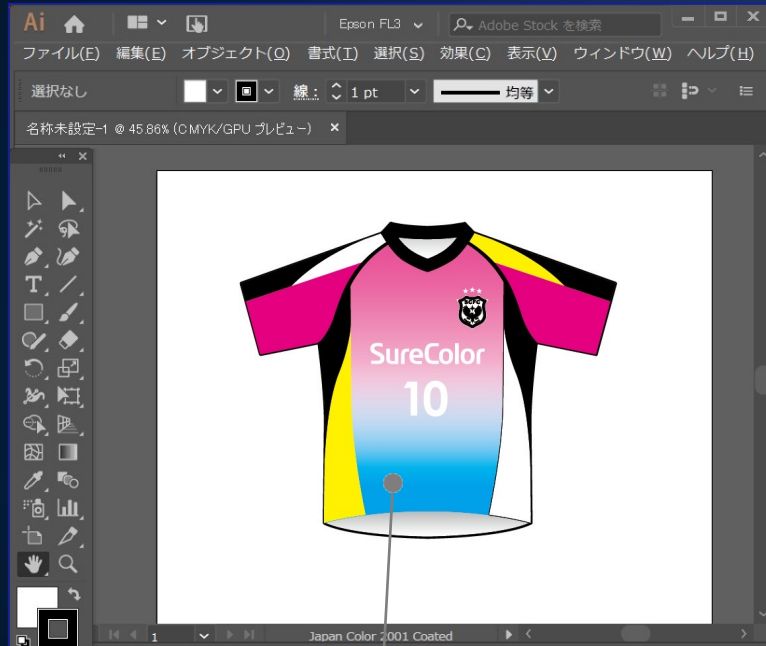 Ai Epson FL3 Adobe Stock を検索
ファイル(F) 編集(E) オブジェクト(O) 書式(T) 選択(S) 効果(C) 表示(V) ウィンドウ(W) ヘルプ(H)
選択なし 線: 1 pt 均等
名称未設定-1 @ 45.86% (CMYK/GPU プレビュー) ×
SureColor
10
1 Japan Color 2001 Coated